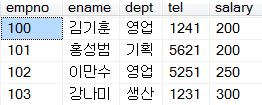 empno ename dept tel salary
100 김기훈 영업 1241 200
101 홍성범 기획 5621 200
102 이만수 영업 5251 250
103 강나미 생산 1231 300